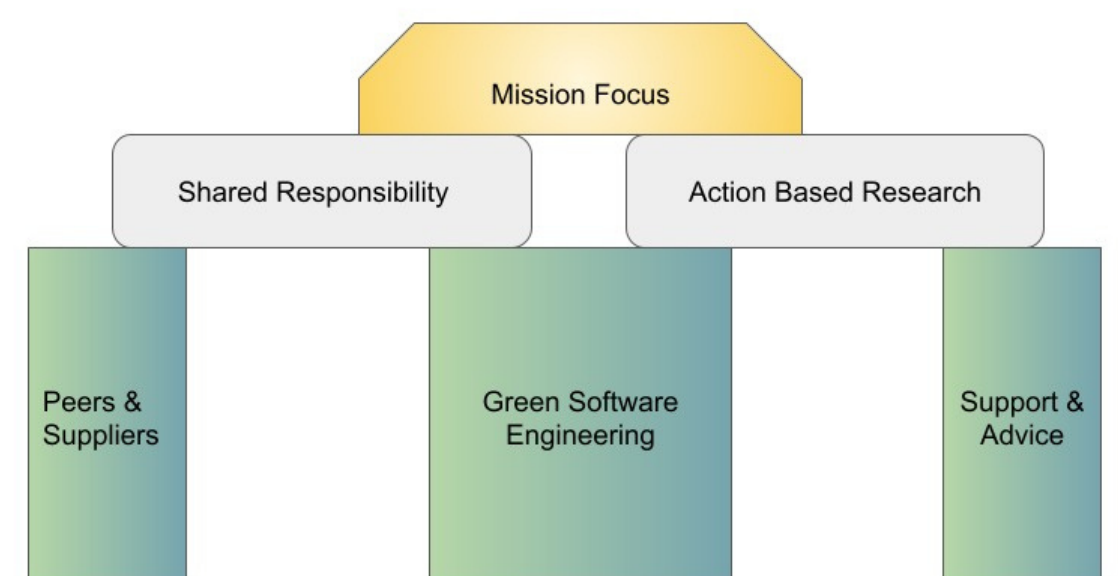 Mission Focus
Shared Responsibility
Action Based Research
Peers &
Suppliers
Green Software
Engineering
Support &
Advice